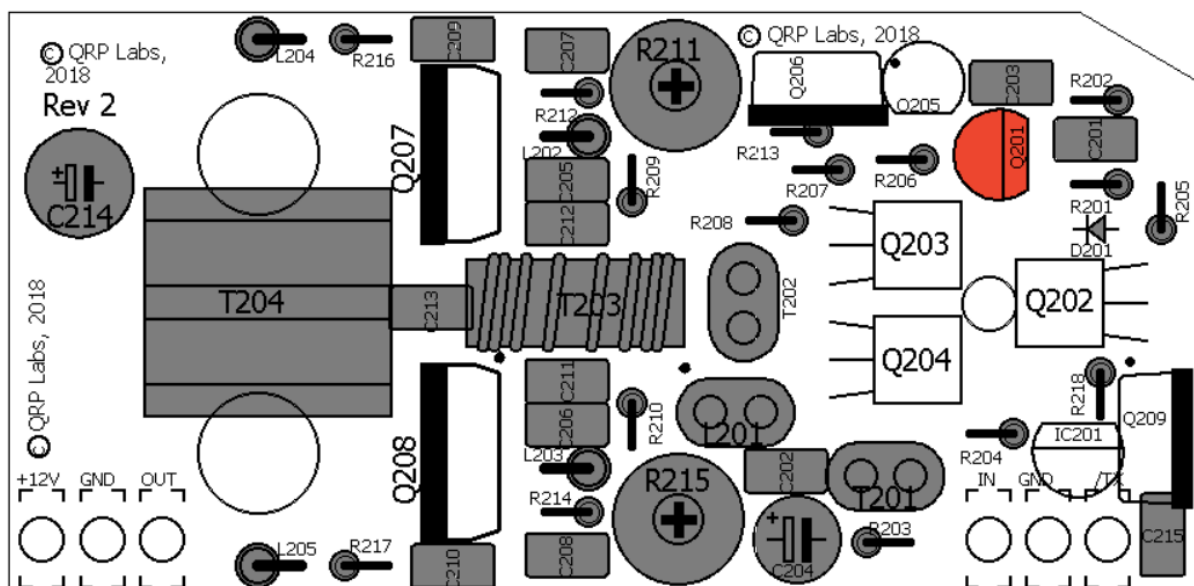 © QRP Labs,
2018
Rev 2
L204
R216
C209
C207
R211
© QRP Labs, 2018
Q206
Q205
C203
R202
Q201
C201
R212
L202
Q207
C205
R209
R213
R207
R206
R201
R205
D201
C214
C212
R208
Q203
© QRP Labs, 2018
T204
C213
T203
T202
Q202
Q204
C211
C206
R210
L201
R218
Q209
IC201
R204
Q208
L203
R214
R215
C202
T201
+12V
GND
OUT
IN
GND
/TX
L205
R217
C210
C208
C204
R203
C215